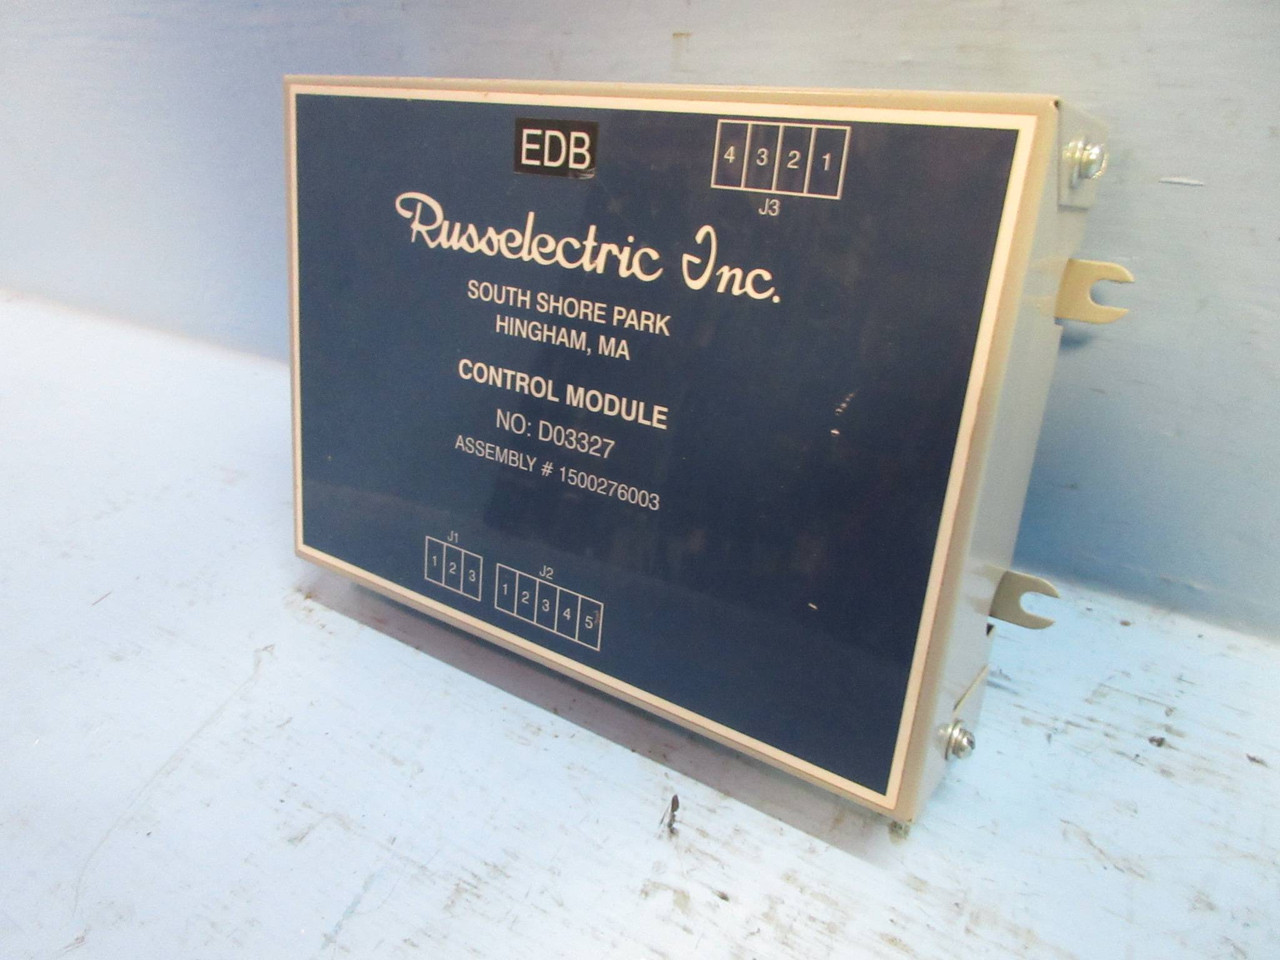 EDB
4 3 2 1
J3
Russelectric Inc.
SOUTH SHORE PARK
HINGHAM, MA
CONTROL MODULE
NO: D03327
ASSEMBLY # 1500276003
J1
1 2 3
J2
1 2 3 4 5